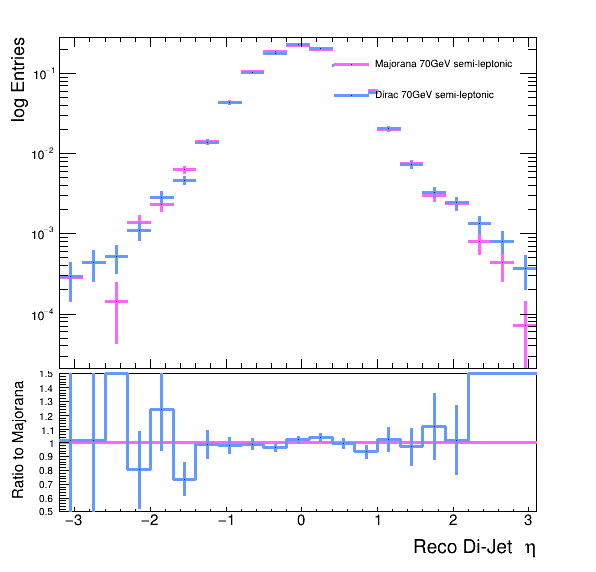 log Entries
Majorana 70GeV semi-leptonic
Dirac 70GeV semi-leptonic
10⁻¹
10⁻²
10⁻³
10⁻⁴
Ratio to Majorana
1.5
1.4
1.3
1.2
1.1
1
0.9
0.8
0.7
0.6
0.5
−3 −2 −1 0 1 2 3
Reco Di-Jet η